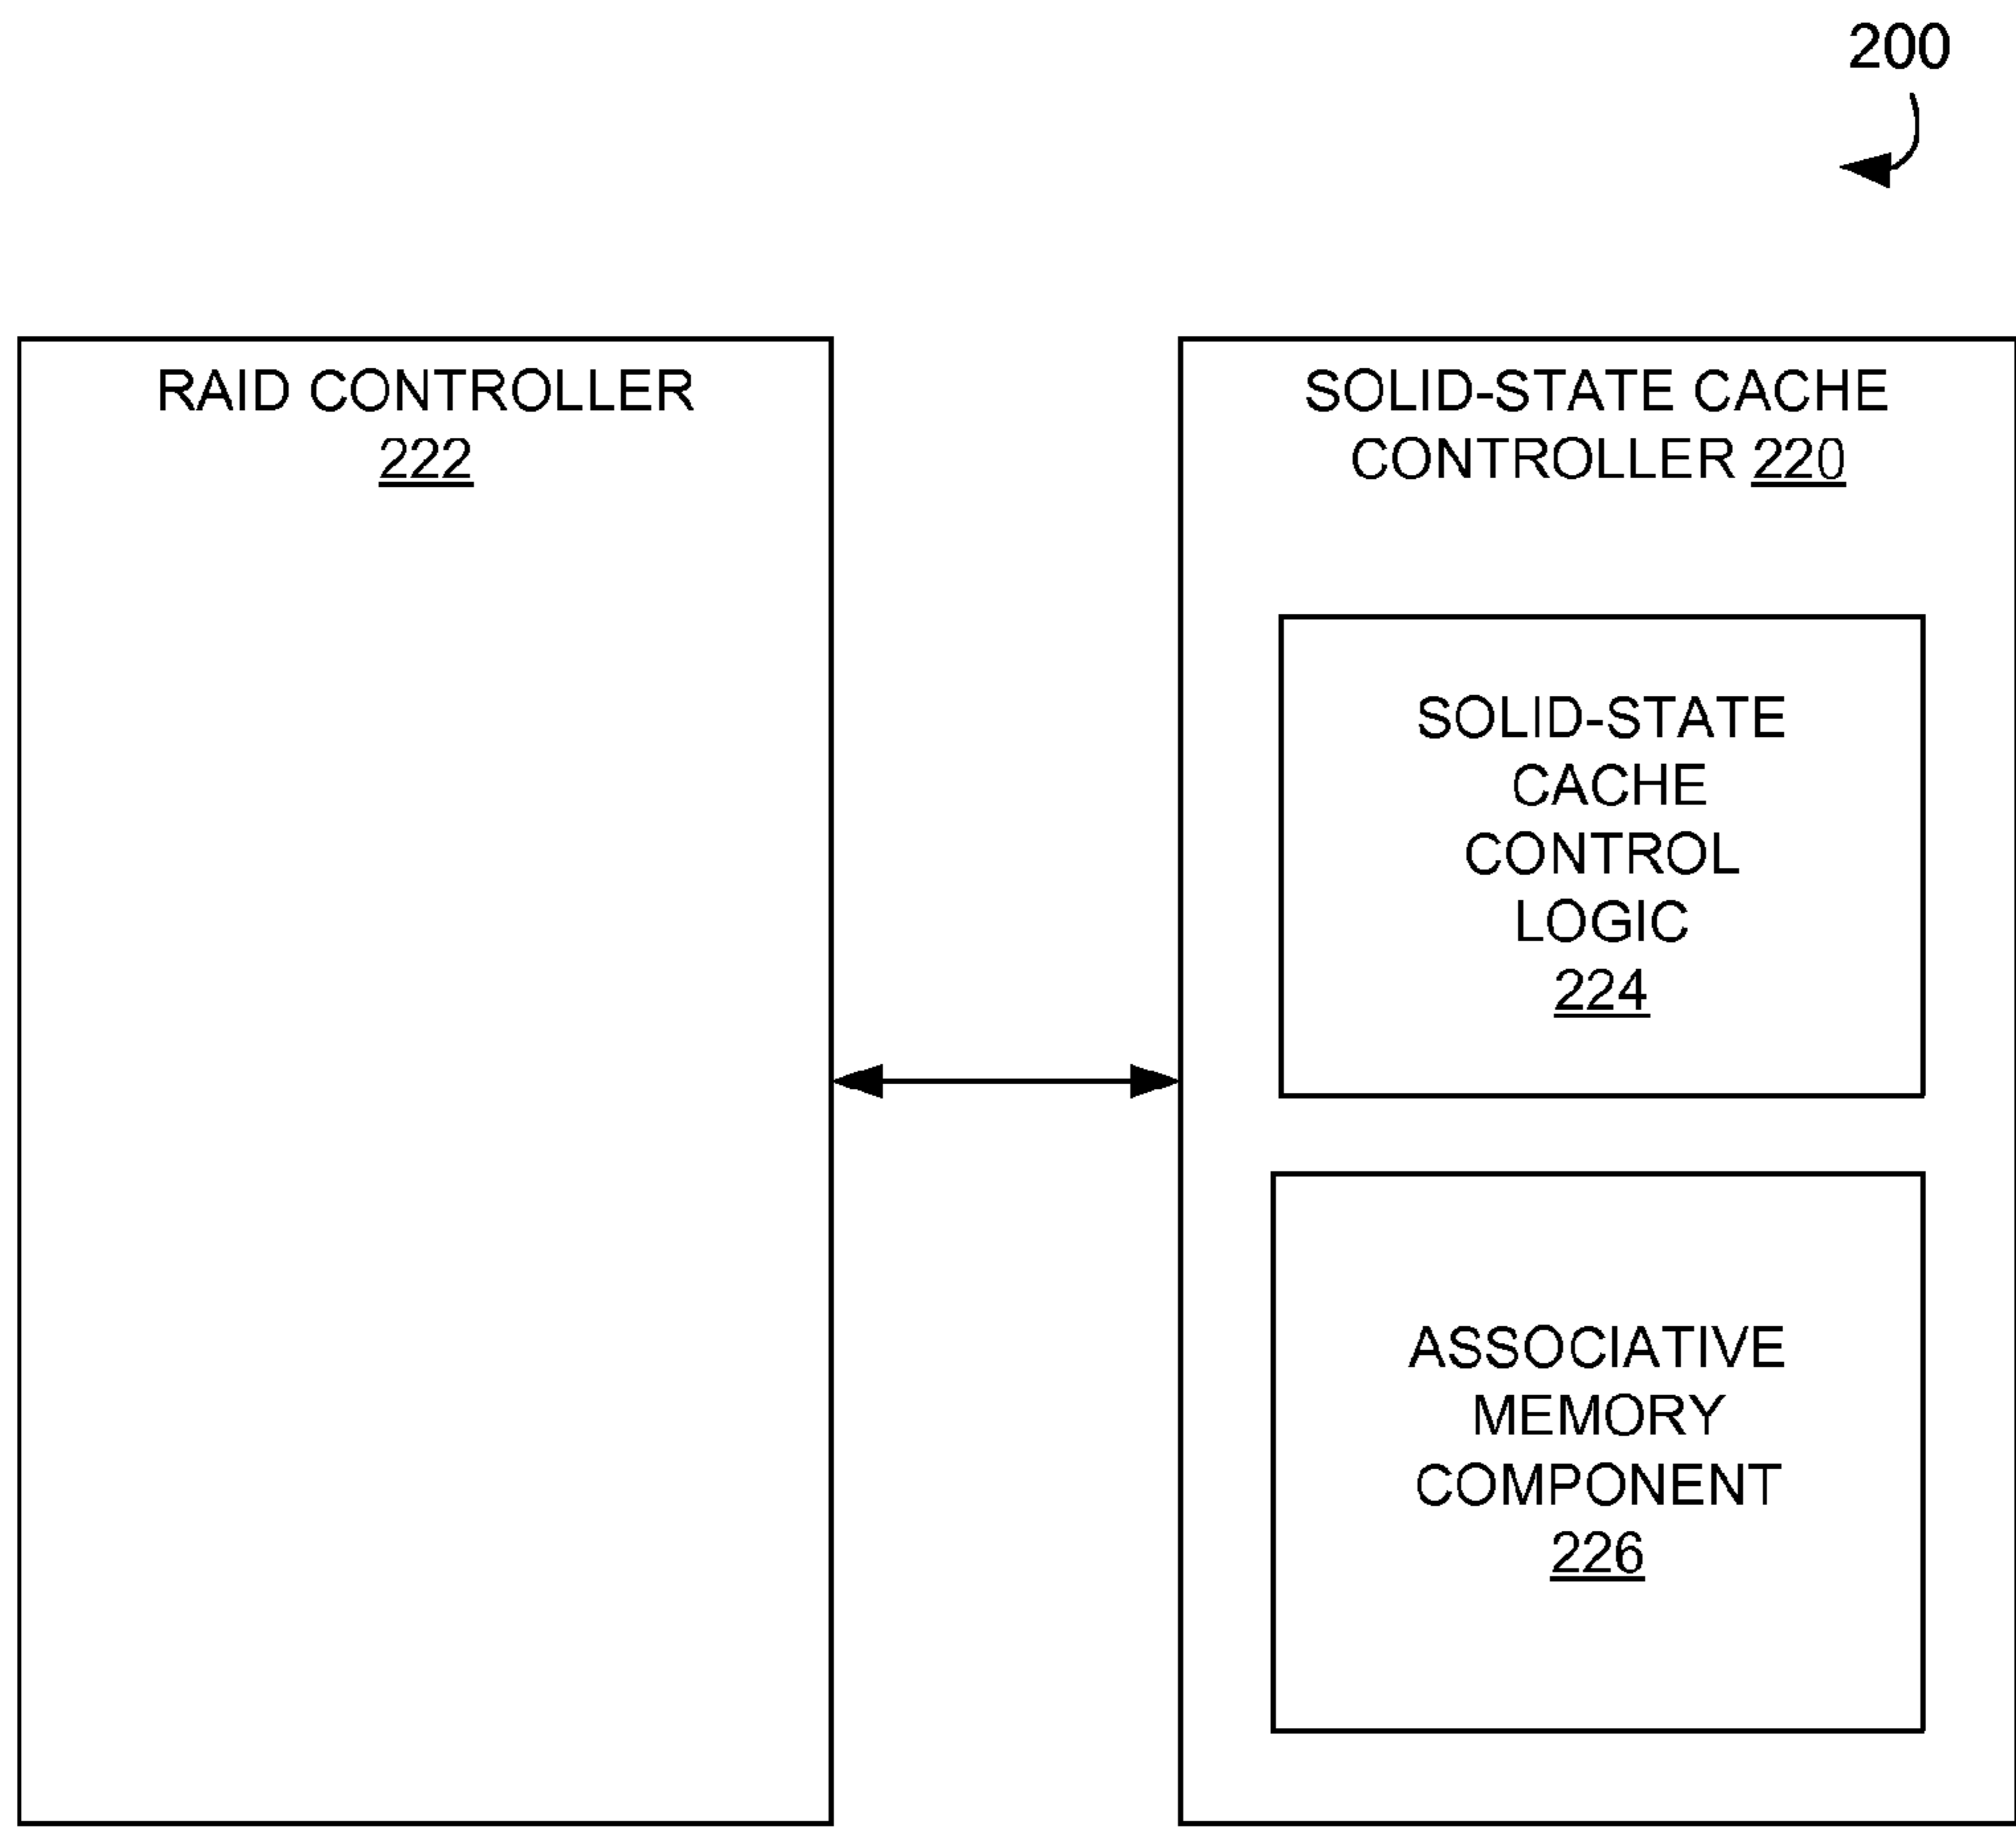 200
RAID CONTROLLER
222
SOLID-STATE CACHE
CONTROLLER 220
SOLID-STATE
CACHE
CONTROL
LOGIC
224
ASSOCIATIVE
MEMORY
COMPONENT
226